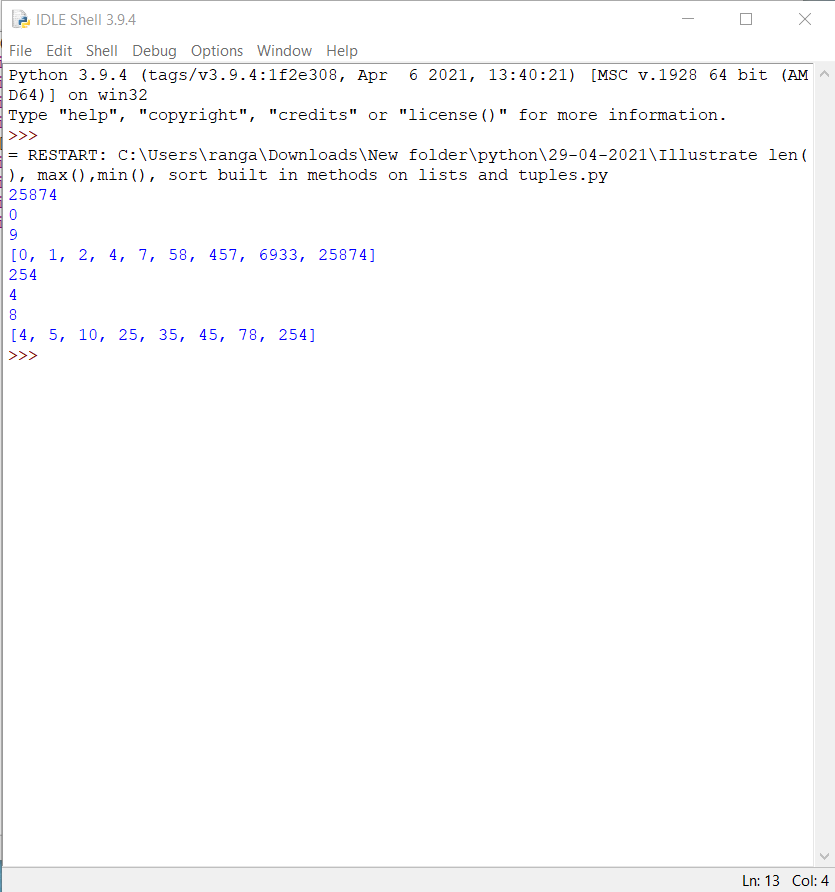 IDLE Shell 3.9.4
File Edit Shell Debug Options Window Help
Python 3.9.4 (tags/v3.9.4:1f2e308, Apr  6 2021, 13:40:21) [MSC v.1928 64 bit (AM
D64)] on win32
Type "help", "copyright", "credits" or "license()" for more information.
>>>
= RESTART: C:\Users\ranga\Downloads\New folder\python\29-04-2021\Illustrate len(
), max(),min(), sort built in methods on lists and tuples.py
25874
0
9
[0, 1, 2, 4, 7, 58, 457, 6933, 25874]
254
4
8
[4, 5, 10, 25, 35, 45, 78, 254]
>>>
Ln: 13 Col: 4